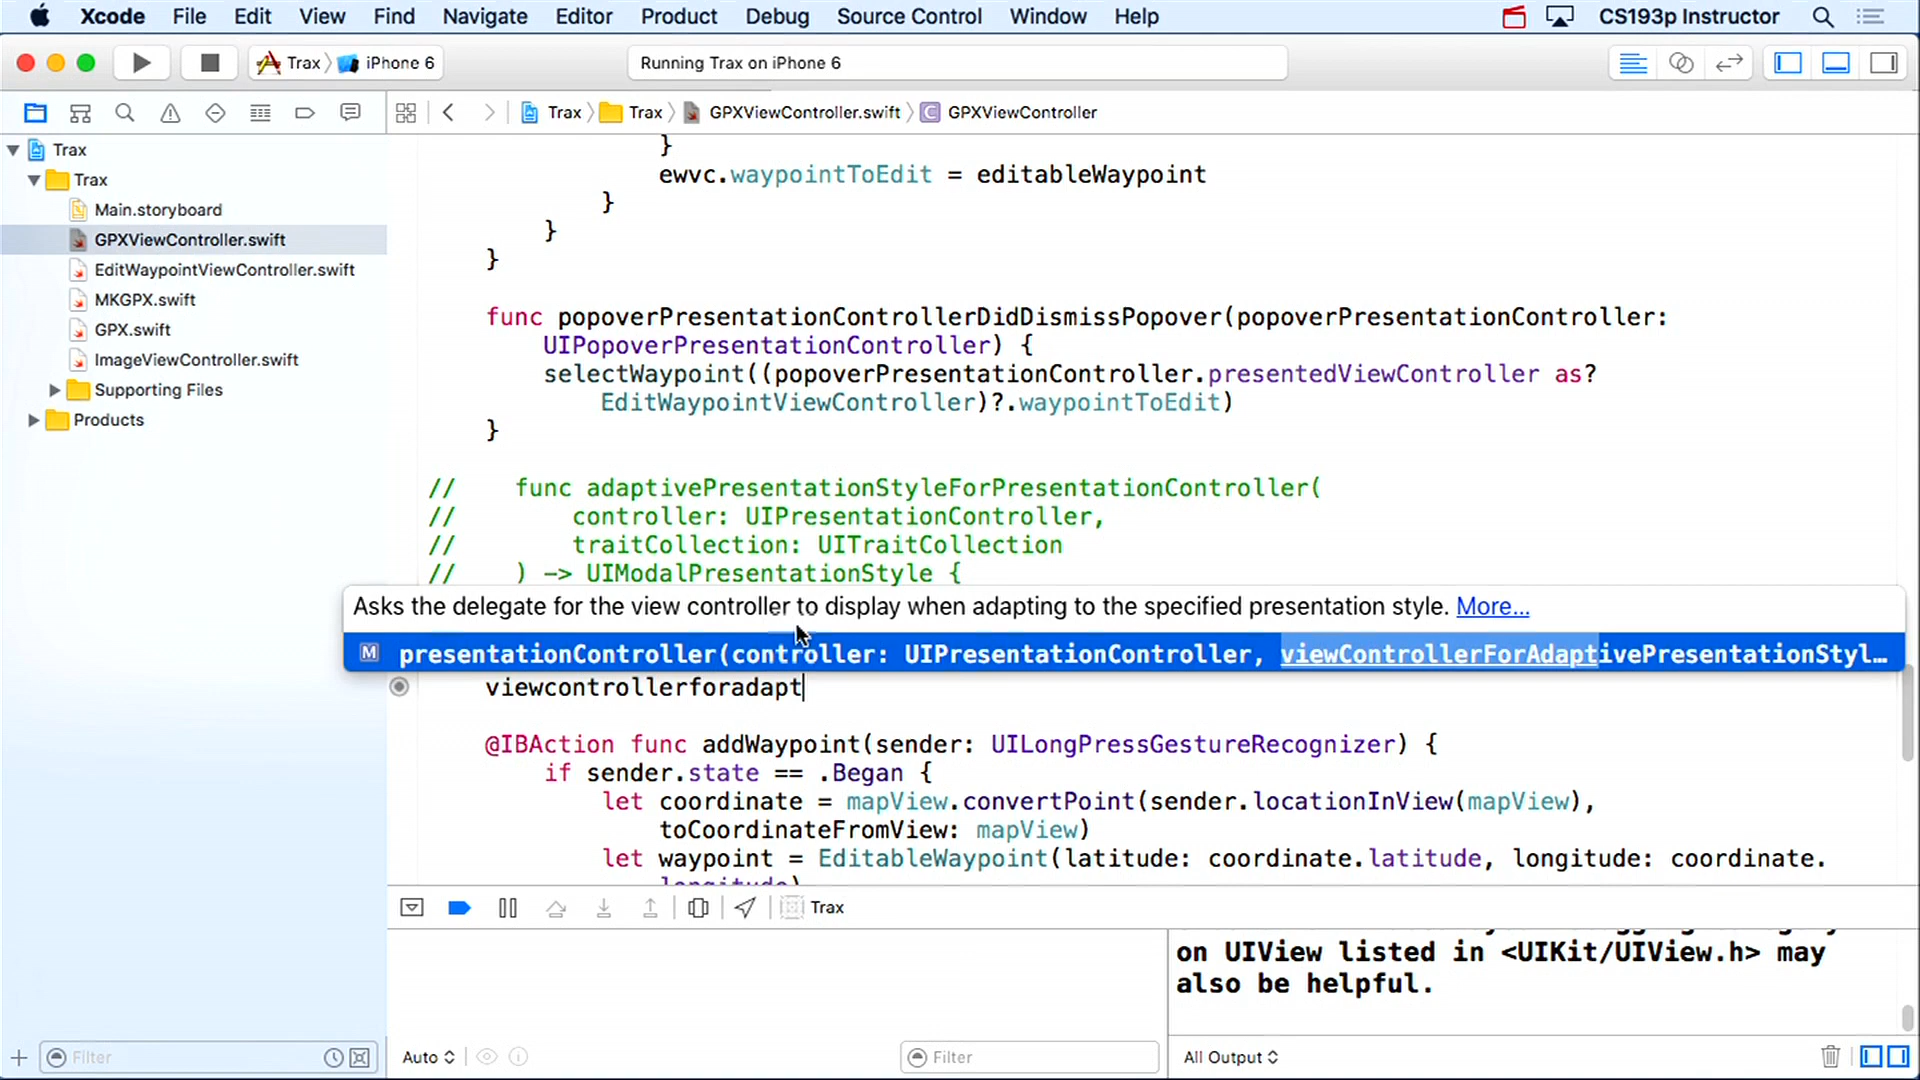 Xcode File Edit View Find Navigate Editor Product Debug Source Control Window Help CS193p Instructor
Trax iPhone 6 Running Trax on iPhone 6
Trax Trax GPXViewController.swift C GPXViewController
Trax
Trax
Main.storyboard
GPXViewController.swift
EditWaypointViewController.swift
MKGPX.swift
GPX.swift
ImageViewController.swift
Supporting Files
Products
}
ewvc.waypointToEdit = editableWaypoint
}
}
}
func popoverPresentationControllerDidDismissPopover(popoverPresentationController:
UIPopoverPresentationController) {
selectWaypoint((popoverPresentationController.presentedViewController as?
EditWaypointViewController)?.waypointToEdit)
}
// func adaptivePresentationStyleForPresentationController(
// controller: UIPresentationController,
// traitCollection: UITraitCollection
// ) -> UIModalPresentationStyle {
Asks the delegate for the view controller to display when adapting to the specified presentation style. More...
M presentationController(controller: UIPresentationController, viewControllerForAdaptivePresentationStyl…
viewcontrollerforadapt
@IBAction func addWaypoint(sender: UILongPressGestureRecognizer) {
if sender.state == .Began {
let coordinate = mapView.convertPoint(sender.locationInView(mapView),
toCoordinateFromView: mapView)
let waypoint = EditableWaypoint(latitude: coordinate.latitude, longitude: coordinate.
longitude)
Trax
on UIView listed in <UIKit/UIView.h> may
also be helpful.
Filter Auto Filter All Output